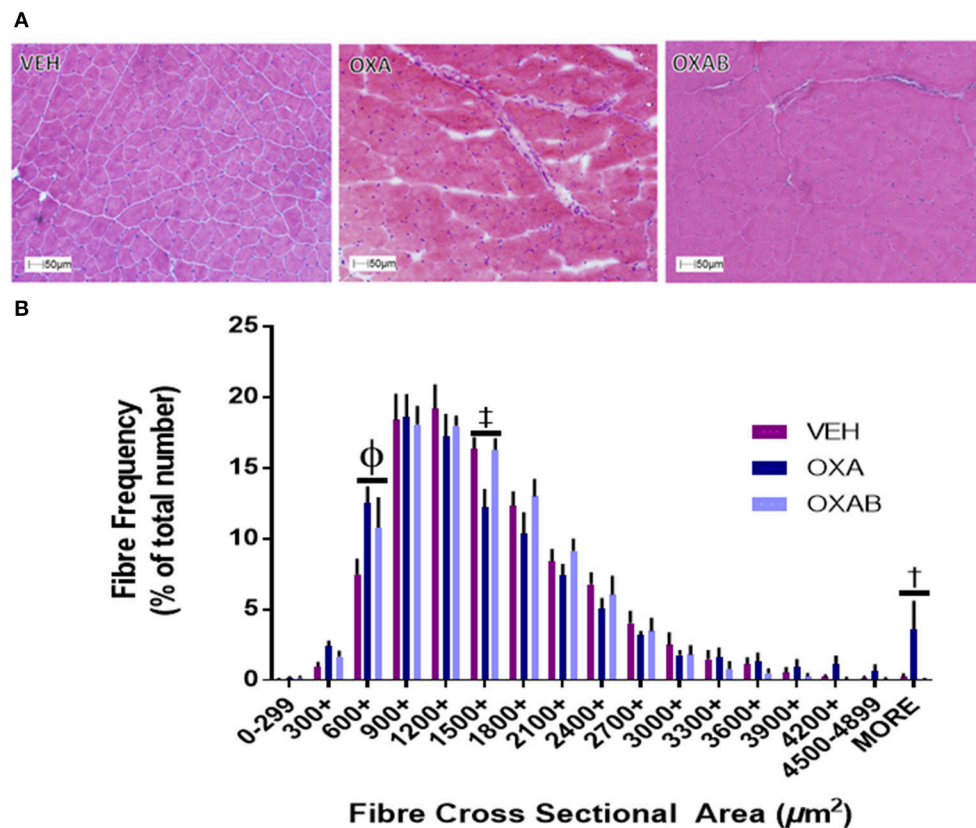 A
VEH
OXA
OXAB
50µm
50µm
50µm
B
Fibre Frequency
(% of total number)
25
20
15
10
5
0
ϕ
‡
†
VEH
OXA
OXAB
0-299
300+
600+
900+
1200+
1500+
1800+
2100+
2400+
2700+
3000+
3300+
3600+
3900+
4200+
4500-4899
MORE
Fibre Cross Sectional Area (µm²)